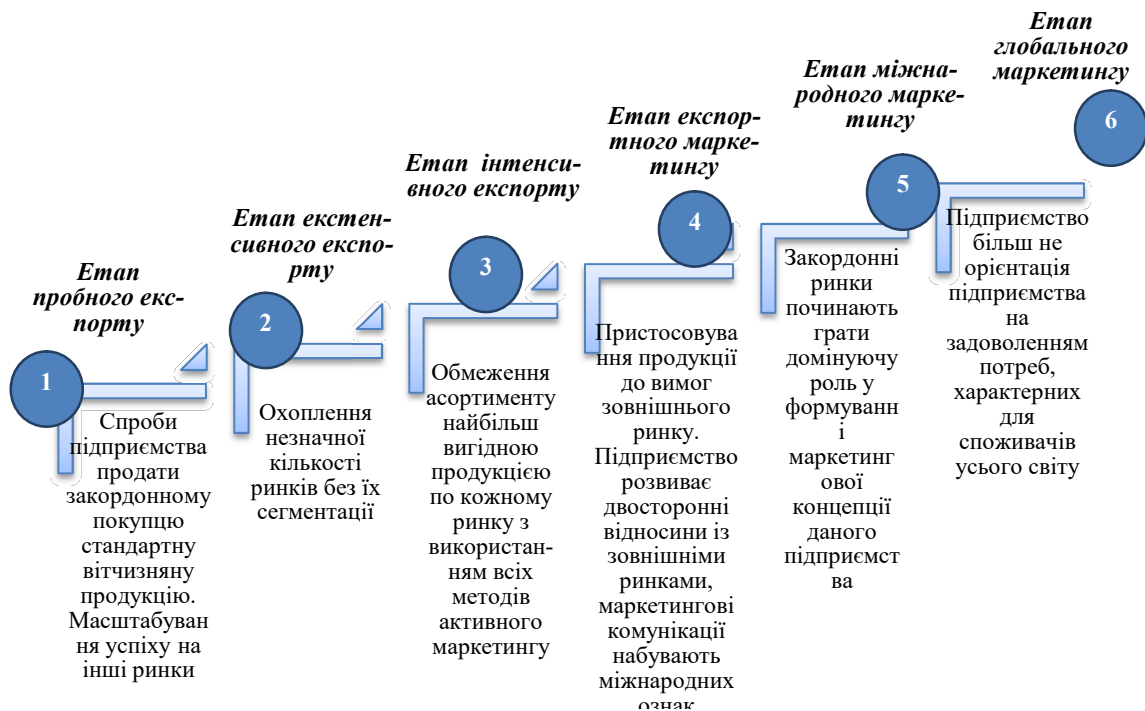 Етап
пробного екс-
порту
1
Спроби
підприємства
продати
закордонному
покупцю
стандартну
вітчизняну
продукцію.
Масштабуван
ня успіху на
інші ринки
Етап екстен-
сивного експо-
рту
2
Охоплення
незначної
кількості
ринків без їх
сегментації
Етап інтенси-
вного експорту
3
Обмеження
асортименту
найбільш
вигідною
продукцією
по кожному
ринку з
використан-
ням всіх
методів
активного
маркетингу
Етап експор-
тного марке-
тингу
4
Пристосовува
ння продукції
до вимог
зовнішнього
ринку.
Підприємство
розвиває
двосторонні
відносини із
зовнішніми
ринками,
маркетингові
комунікації
набувають
міжнародних
ознак
Етап міжна-
родного марке-
тингу
5
Закордонні
ринки
починають
грати
домінуючу
роль у
формуванн
і
маркетинг
ової
концепції
даного
підприємст
ва
Етап
глобального
маркетингу
6
Підприємство
більш не
орієнтація
підприємства
на
задоволенням
потреб,
характерних
для
споживачів
усього світу